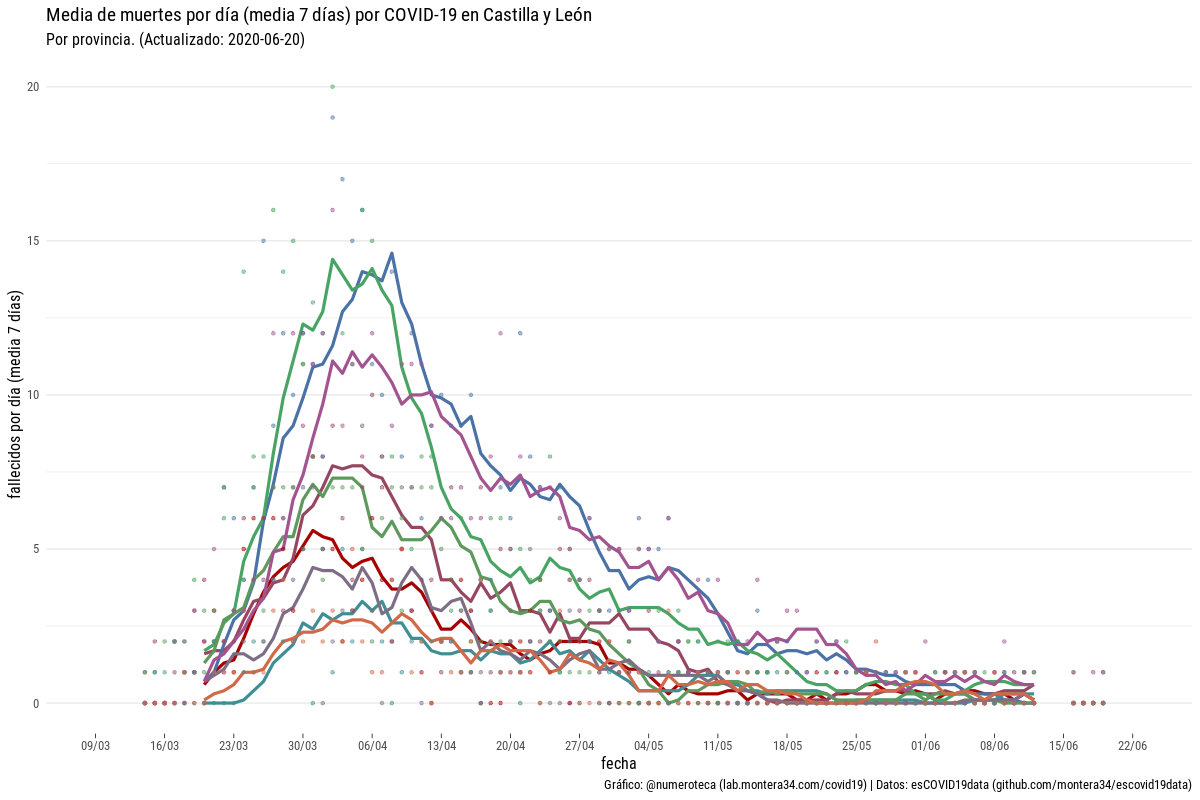 Media de muertes por día (media 7 días) por COVID-19 en Castilla y León
Por provincia. (Actualizado: 2020-06-20)
fallecidos por día (media 7 días)
20
15
10
5
0
09/03 16/03 23/03 30/03 06/04 13/04 20/04 27/04 04/05 11/05 18/05 25/05 01/06 08/06 15/06 22/06
fecha
Gráfico: @numeroteca (lab.montera34.com/covid19) | Datos: esCOVID19data (github.com/montera34/escovid19data)